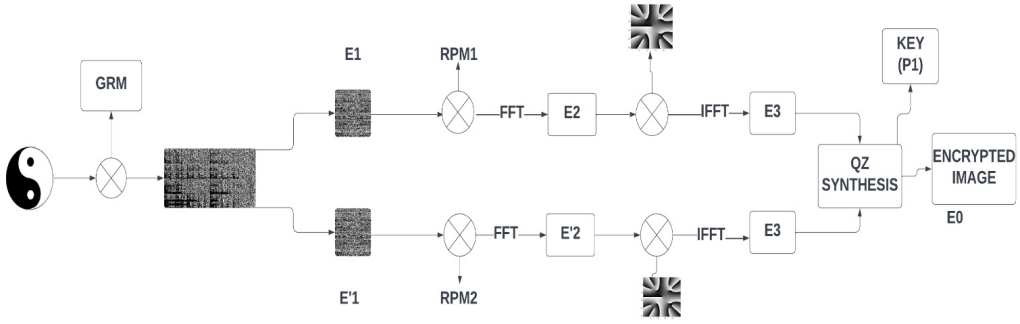 GRM
E1
RPM1
FFT
E2
IFFT
E3
KEY
(P1)
QZ
SYNTHESIS
ENCRYPTED
IMAGE
E0
E'1
RPM2
FFT
E'2
IFFT
E3